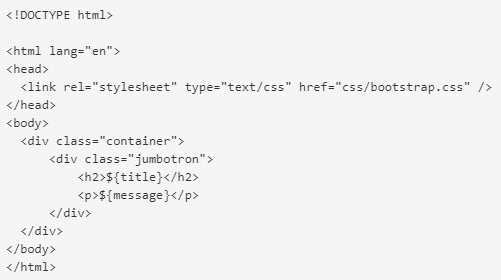 <!DOCTYPE html>
<html lang="en">
<head>
  <link rel="stylesheet" type="text/css" href="css/bootstrap.css" />
</head>
<body>
  <div class="container">
      <div class="jumbotron">
          <h2>${title}</h2>
          <p>${message}</p>
      </div>
  </div>
</body>
</html>